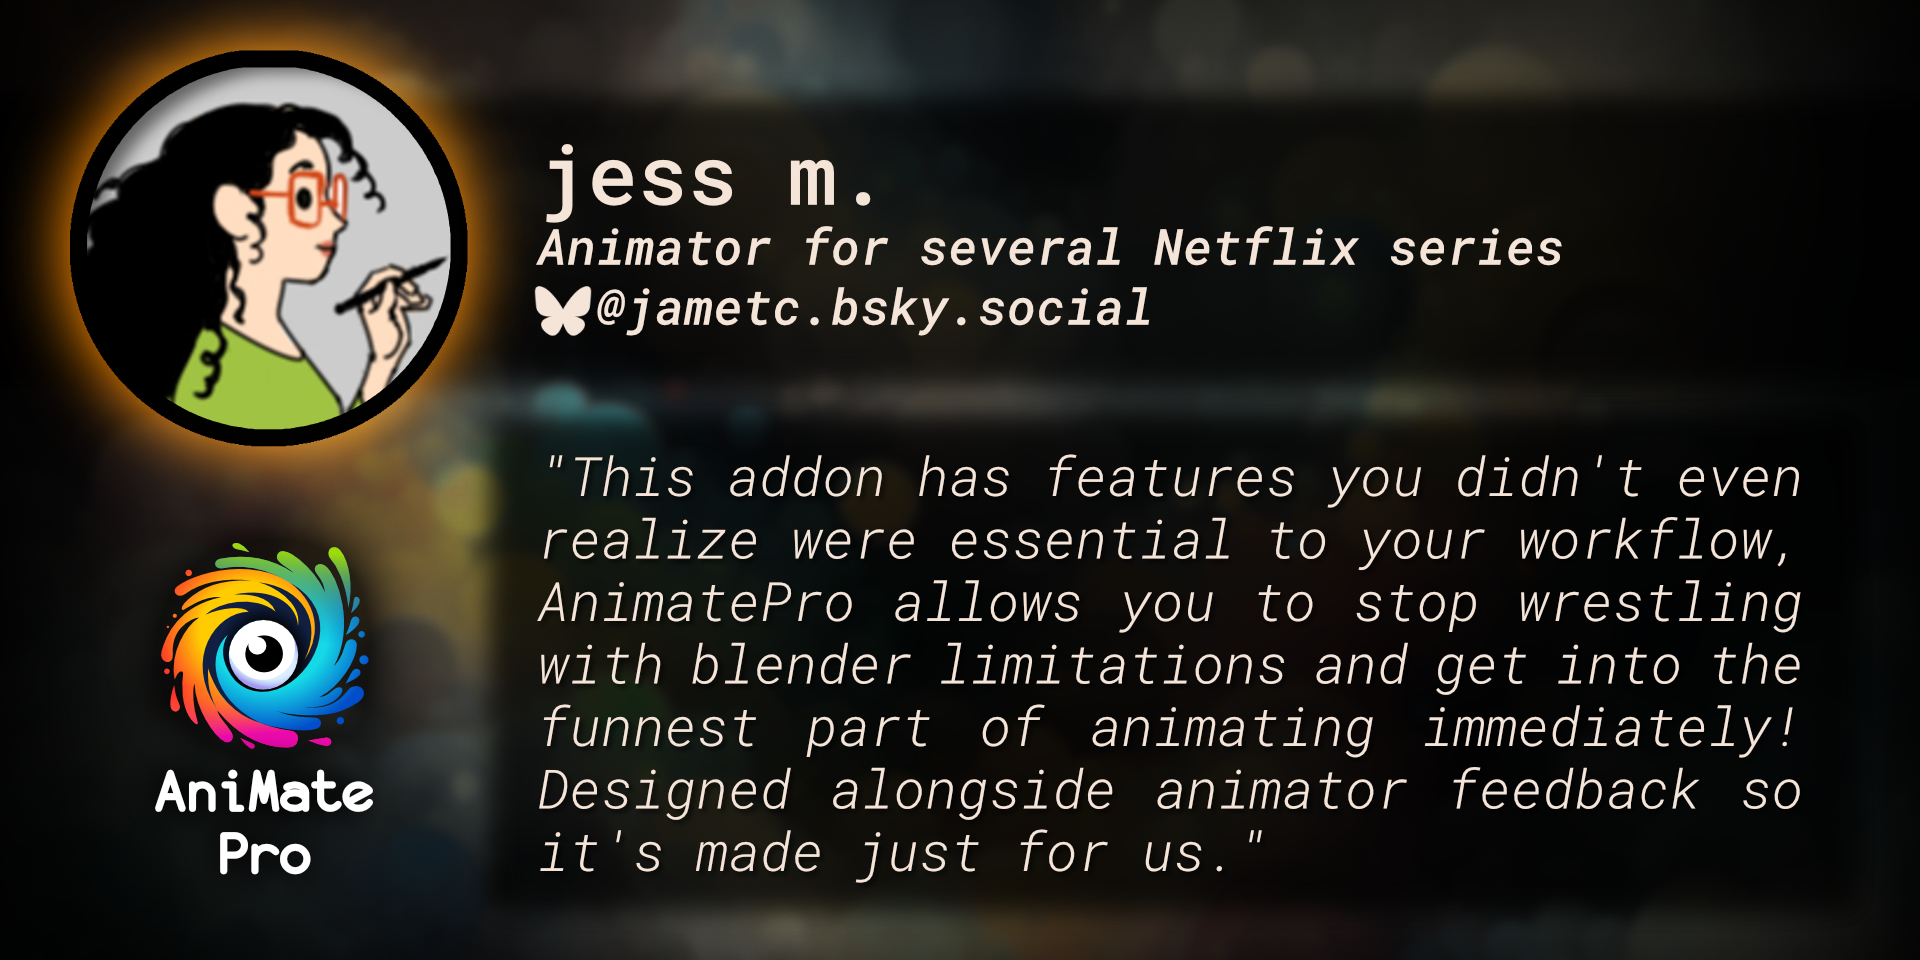 jess m.
Animator for several Netflix series
@jametc.bsky.social
"This addon has features you didn't even
realize were essential to your workflow,
AnimatePro allows you to stop wrestling
with blender limitations and get into the
funnest part of animating immediately!
Designed alongside animator feedback so
it's made just for us."
AniMate
Pro